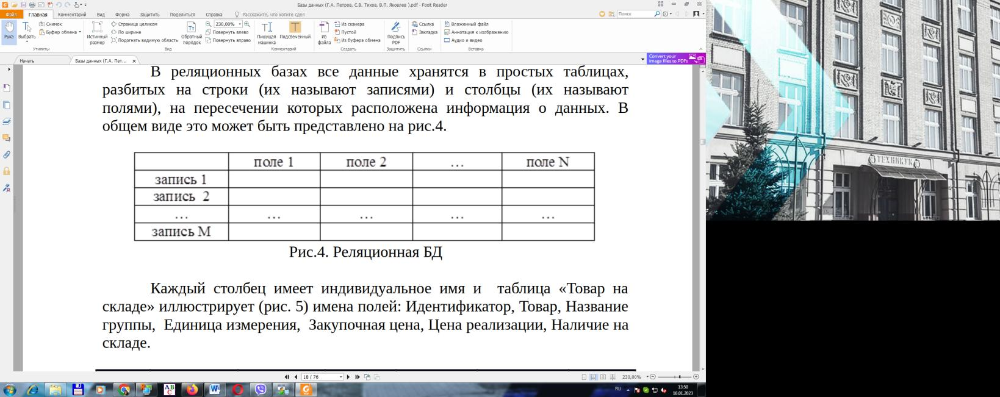 Базы данных (Г.А. Петров, С.В. Тихов, В.П. Яковлев ).pdf - Foxit Reader
Файл Главная Комментарий Вид Форма Защитить Поделиться Справка Расскажите, что хотите сдел Поиск
Рука
Выбрать
Снимок
Буфер обмена
Утилиты
Истинный размер
Страница целиком
По ширине
Подогнать видимую область
Обратный порядок
230,00%
Повернуть влево
Повернуть вправо
Вид
Пишущая машинка
Подсвеченный
Комментарий
Из файла
Из сканера
Пустой
Из буфера обмена
Создать
Подпись PDF
Защитить
Ссылка
Закладка
Ссылки
Вложенный файл
Аннотация к изображению
Аудио и видео
Вставка
Начать Базы данных (Г.А. Пет...
Convert your
image files to PDFs
В реляционных базах все данные хранятся в простых таблицах,
разбитых на строки (их называют записями) и столбцы (их называют
полями), на пересечении которых расположена информация о данных. В
общем виде это может быть представлено на рис.4.
поле 1 поле 2 … поле N
запись 1
запись 2
… … … … …
запись M
Рис.4. Реляционная БД
Каждый столбец имеет индивидуальное имя и таблица «Товар на
складе» иллюстрирует (рис. 5) имена полей: Идентификатор, Товар, Название
группы, Единица измерения, Закупочная цена, Цена реализации, Наличие на
складе.
18 / 76
230,00%
RU
13:50
16.01.2023
ТЕХНИКУМ